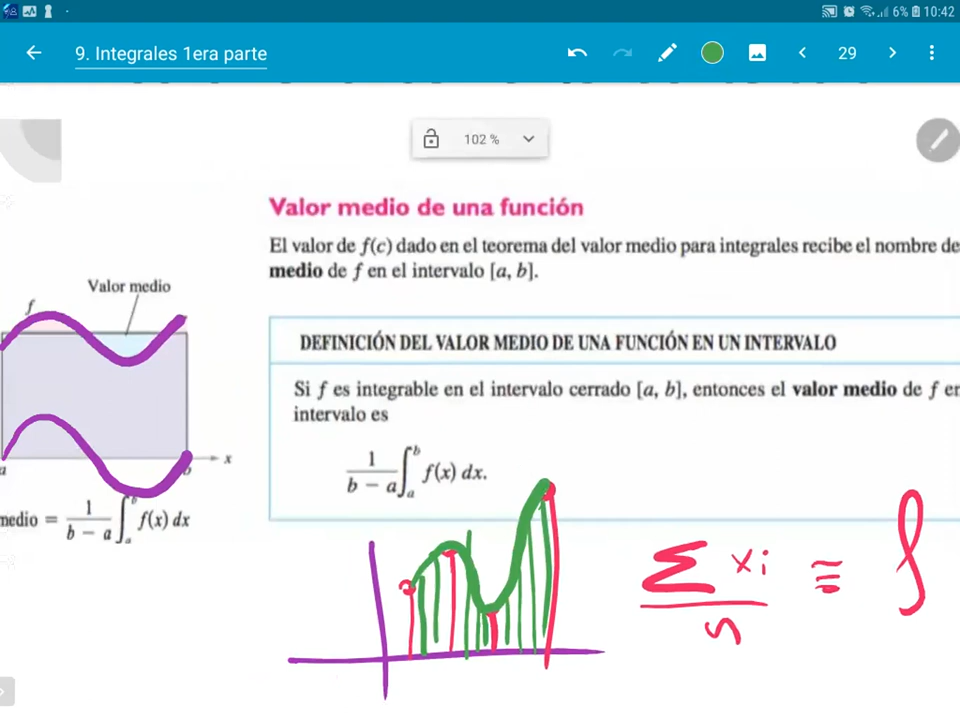 6% 10:42
9. Integrales 1era parte
29
102 %
Valor medio de una función
El valor de f(c) dado en el teorema del valor medio para integrales recibe el nombre de
medio de f en el intervalo [a, b].
Valor medio
f
DEFINICIÓN DEL VALOR MEDIO DE UNA FUNCIÓN EN UN INTERVALO
Si f es integrable en el intervalo cerrado [a, b], entonces el valor medio de f en
intervalo es
1/(b − a) ∫_a^b f(x) dx.
a b x
medio = 1/(b − a) ∫_a^b f(x) dx
Σ xi / n ≡ ∫